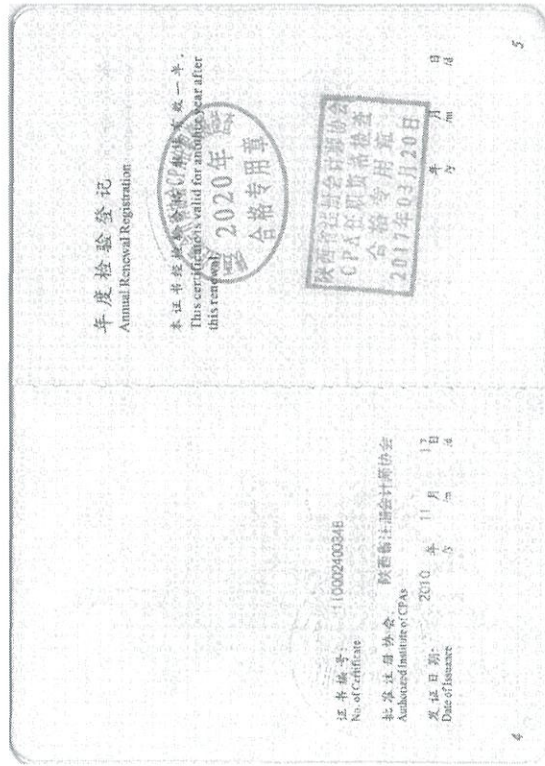 证书编号: 110002400348
No. of Certificate
批准注册协会 陕西省注册会计师协会
Authorized Institute of CPAs
发证日期: 2010 年 11 月 13 日
Date of Issuance /y /m /d
4
年度检验登记
Annual Renewal Registration
本证书经检验合格,继续有效一年.
This certificate is valid for another year after
this renewal.
CPA
2020年
合格专用章
陕西省注册会计师协会
CPA任职资格检查
合格专用章
2011年03月20日
年 月 日
/y /m /d
5